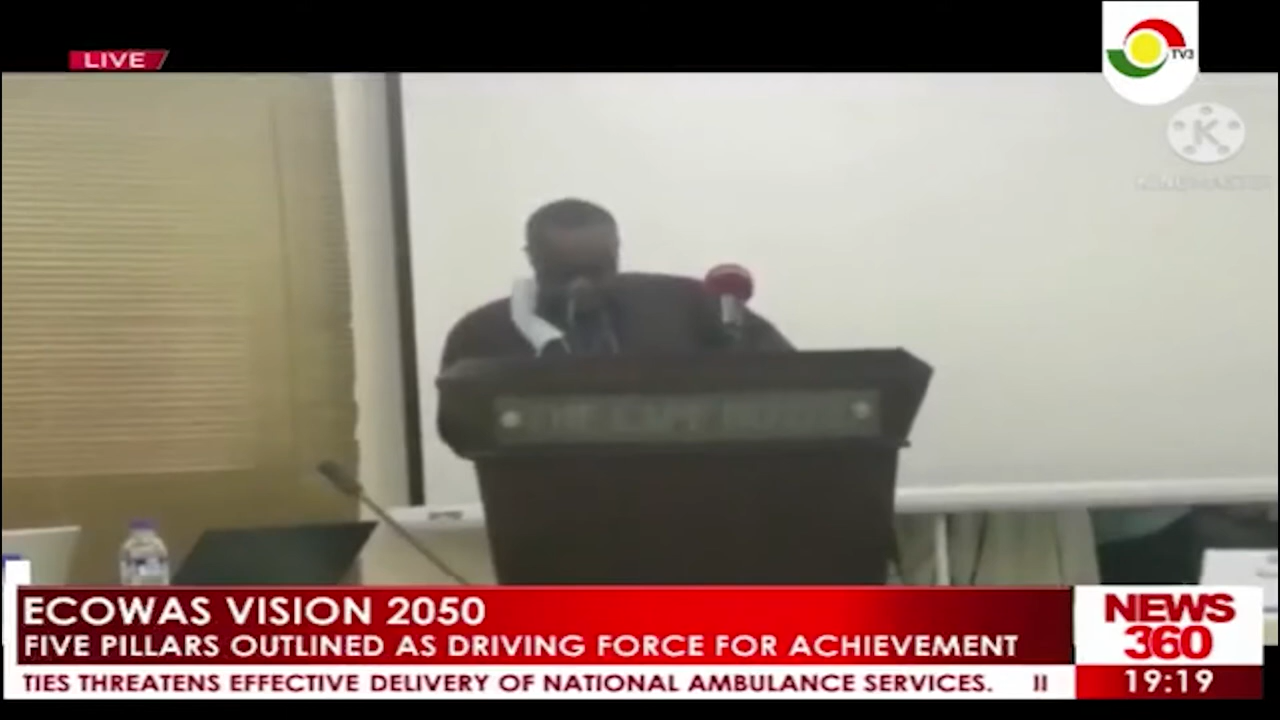 LIVE
TV3
K
KINEMASTER
ECOWAS VISION 2050
FIVE PILLARS OUTLINED AS DRIVING FORCE FOR ACHIEVEMENT
NEWS
360
TIES THREATENS EFFECTIVE DELIVERY OF NATIONAL AMBULANCE SERVICES.
19:19